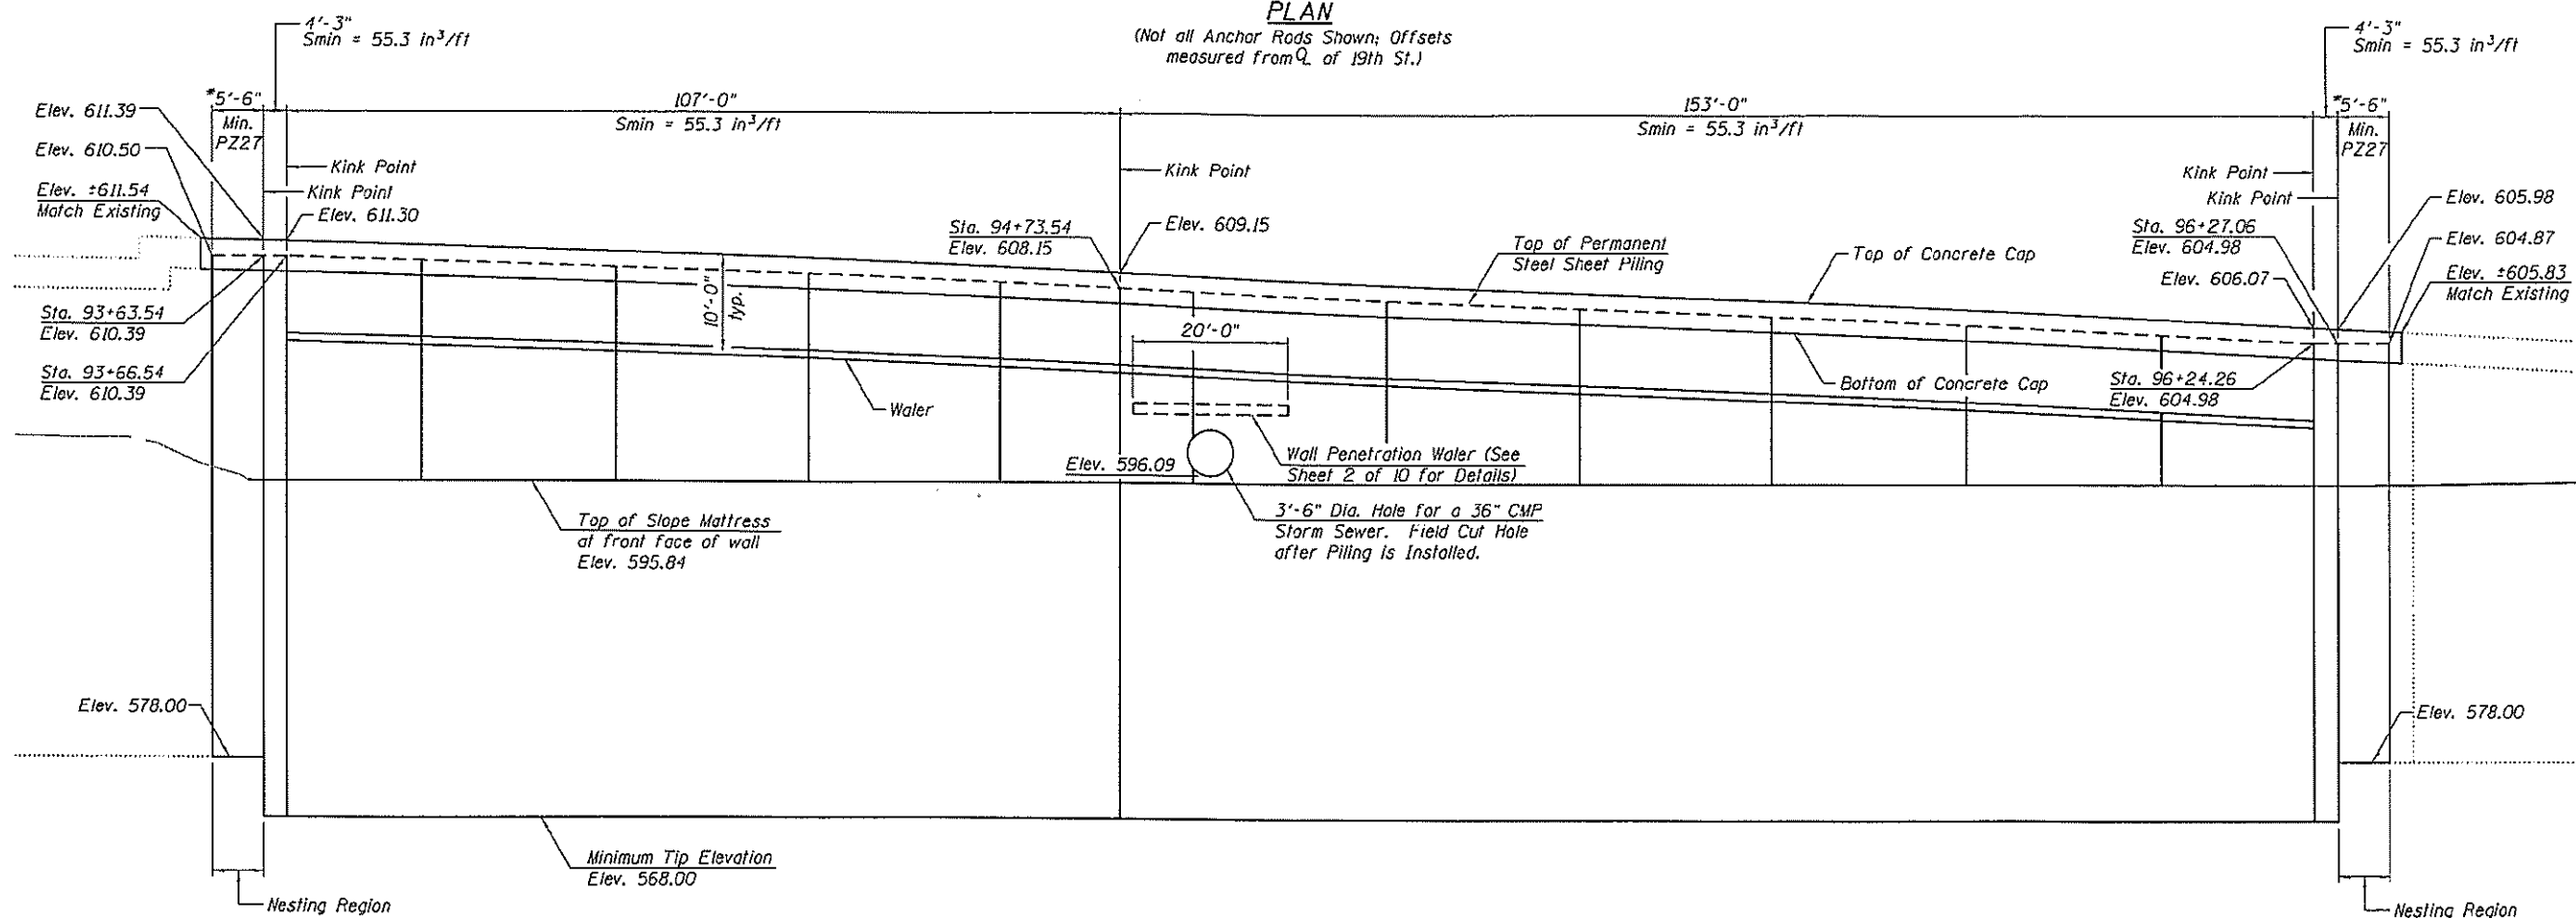 PLAN
(Not all Anchor Rods Shown; Offsets
measured from ℄ of 19th St.)
4'-3"
Smin = 55.3 in³/ft
4'-3"
Smin = 55.3 in³/ft
*5'-6"
Min.
PZ27
107'-0"
Smin = 55.3 in³/ft
153'-0"
Smin = 55.3 in³/ft
*5'-6"
Min.
PZ27
Elev. 611.39
Elev. 610.50
Elev. ±611.54
Match Existing
Kink Point
Kink Point
Elev. 611.30
Sta. 93+63.54
Elev. 610.39
Sta. 93+66.54
Elev. 610.39
10'-0"
typ.
Sta. 94+73.54
Elev. 608.15
Kink Point
Elev. 609.15
Top of Permanent
Steel Sheet Piling
Top of Concrete Cap
Kink Point
Kink Point
Sta. 96+27.06
Elev. 604.98
Elev. 606.07
Elev. 605.98
Elev. 604.87
Elev. ±605.83
Match Existing
20'-0"
Waler
Bottom of Concrete Cap
Sta. 96+24.26
Elev. 604.98
Elev. 596.09
Wall Penetration Waler (See
Sheet 2 of 10 for Details)
3'-6" Dia. Hole for a 36" CMP
Storm Sewer. Field Cut Hole
after Piling is Installed.
Top of Slope Mattress
at front face of wall
Elev. 595.84
Elev. 578.00
Elev. 578.00
Minimum Tip Elevation
Elev. 568.00
Nesting Region
Nesting Region